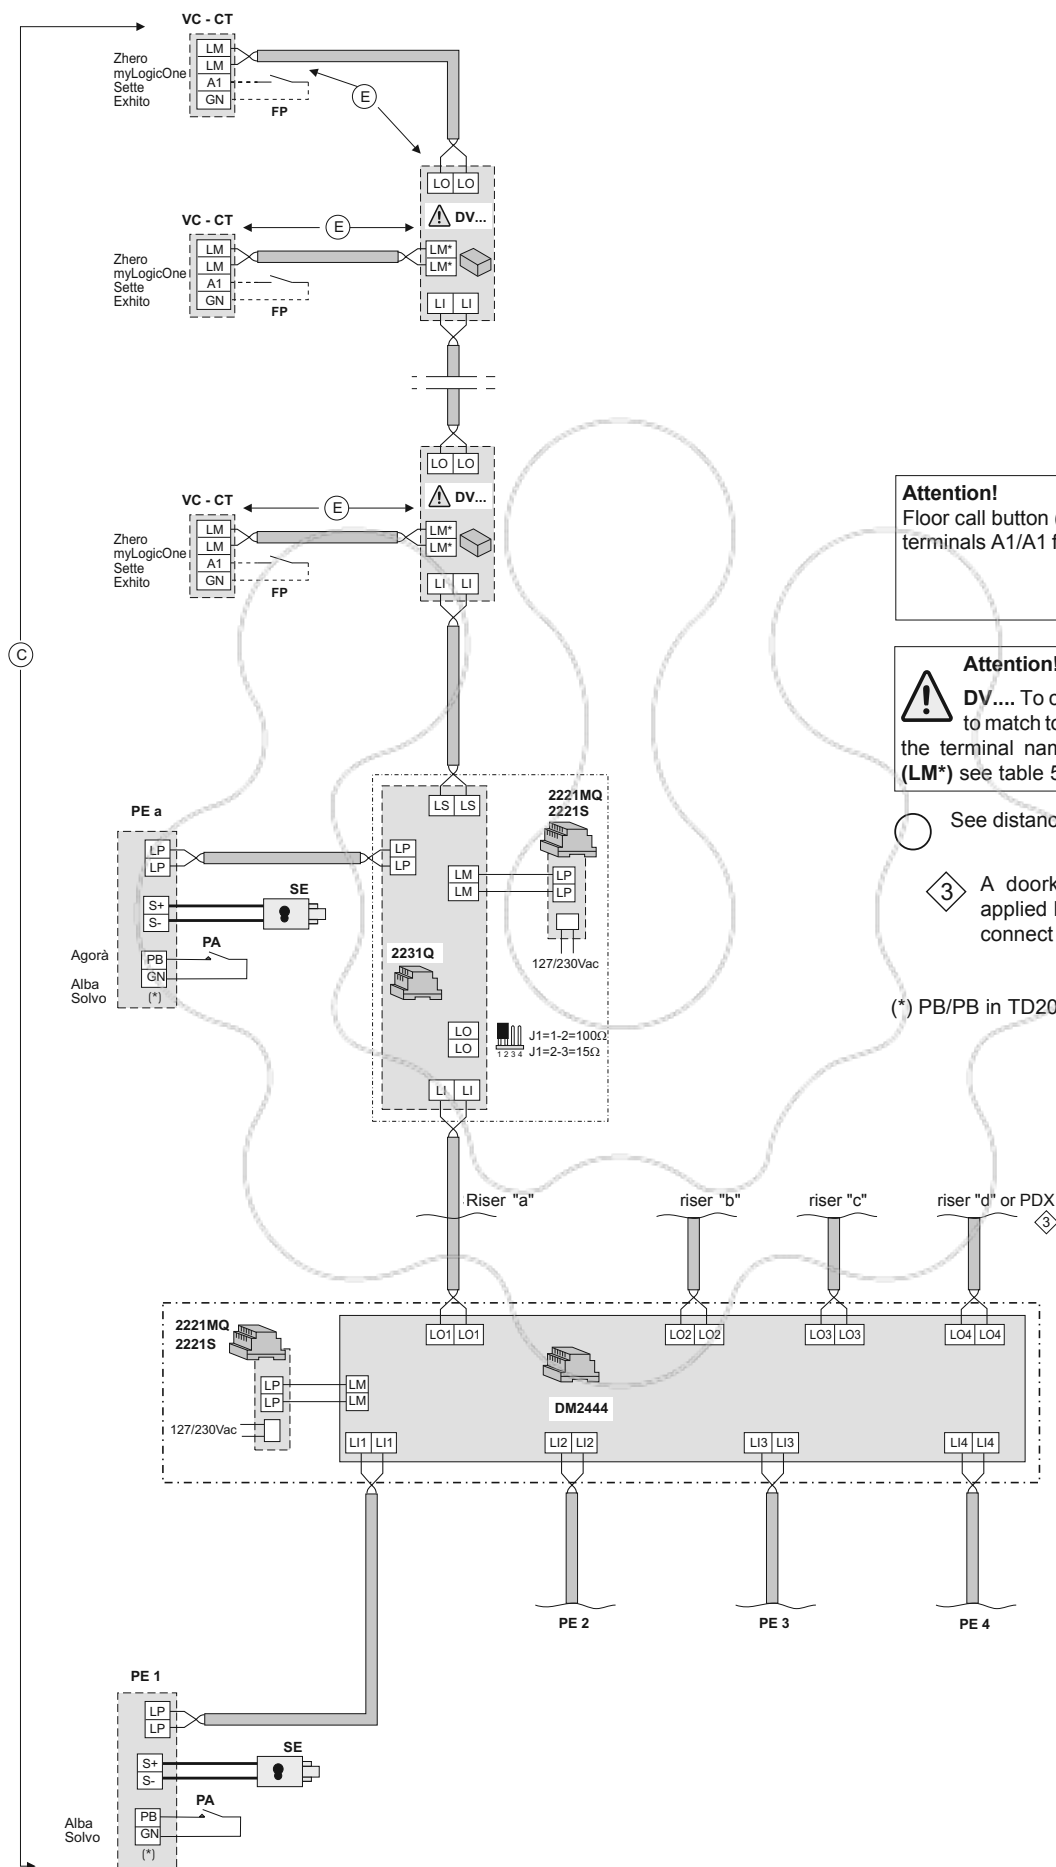 VC - CT
Zhero
myLogicOne
Sette
Exhito
LM
LM
A1
GN
FP
E
LO LO
DV...
VC - CT
E
Zhero
myLogicOne
Sette
Exhito
LM
LM
A1
GN
FP
LM*
LM*
LI LI
LO LO
DV...
VC - CT
E
Zhero
myLogicOne
Sette
Exhito
LM
LM
A1
GN
FP
LM*
LM*
LI LI
C
Attention!
Floor call button (
terminals A1/A1 f
Attention!
DV.... To c
to match to
the terminal nam
(LM*) see table 5
See distanc
3 A doork
applied
connect
(*) PB/PB in TD20
PE a
LP
LP
S+
S-
SE
PA
PB
GN
(*)
Agorà
Alba
Solvo
LS LS
LP
LP
LM
LM
2221MQ
2221S
LP
LP
127/230Vac
2231Q
LO
LO
1 2 3 4
J1=1-2=100Ω
J1=2-3=15Ω
LI LI
Riser "a"
riser "b"
riser "c"
riser "d" or PDX
3
2221MQ
2221S
LP
LP
127/230Vac
LM
LM
LO1 LO1
LO2 LO2
LO3 LO3
LO4 LO4
DM2444
LI1 LI1
LI2 LI2
LI3 LI3
LI4 LI4
PE 2
PE 3
PE 4
PE 1
LP
LP
S+
S-
SE
PA
PB
GN
(*)
Alba
Solvo